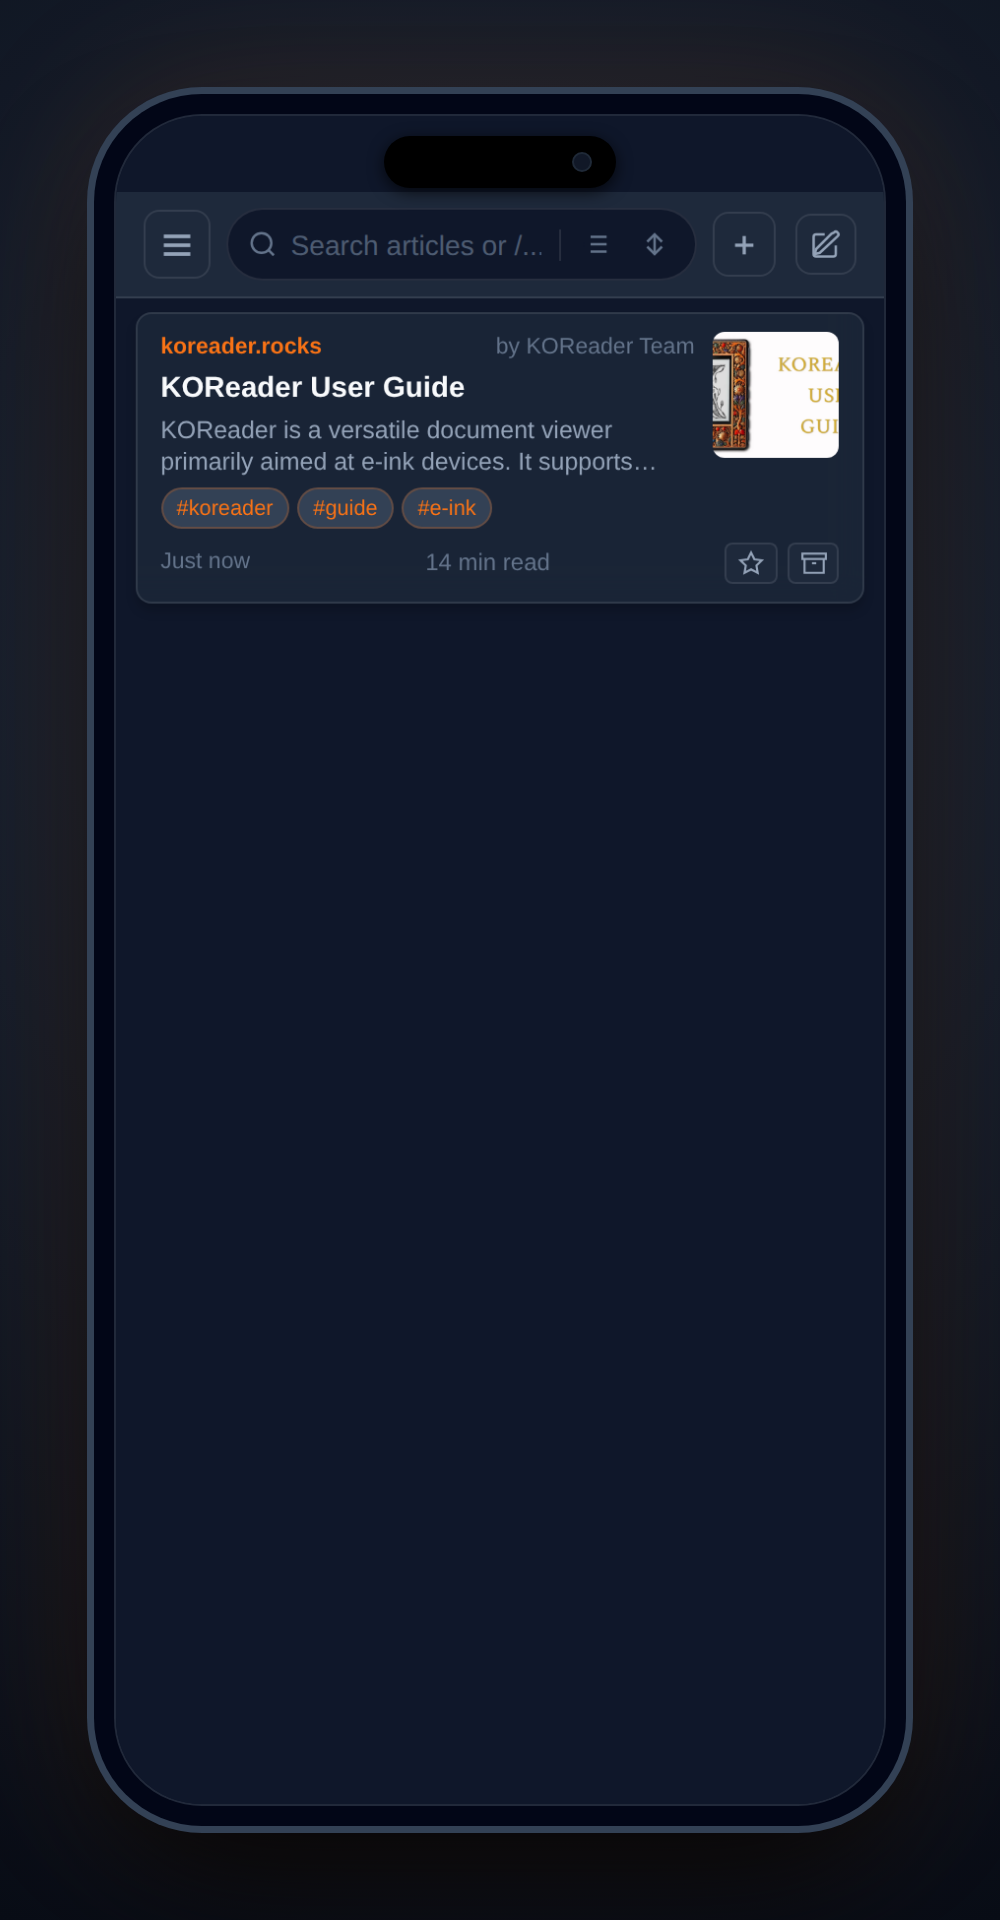 Search articles or /...
koreader.rocks
by KOReader Team
KOReader User Guide
KOReader is a versatile document viewer
primarily aimed at e-ink devices. It supports…
#koreader #guide #e-ink
Just now
14 min read